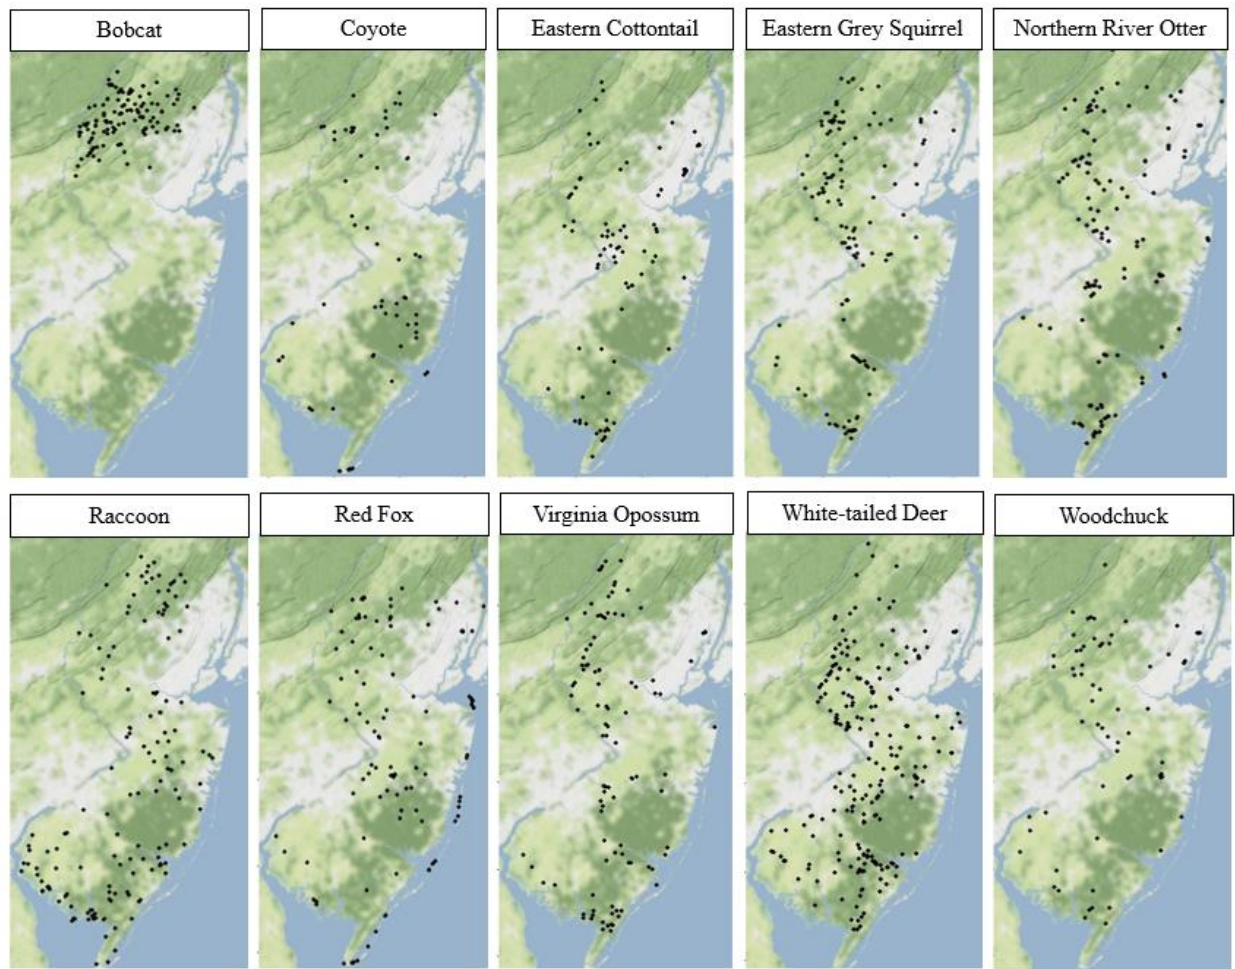 Bobcat
Coyote
Eastern Cottontail
Eastern Grey Squirrel
Northern River Otter
Raccoon
Red Fox
Virginia Opossum
White-tailed Deer
Woodchuck